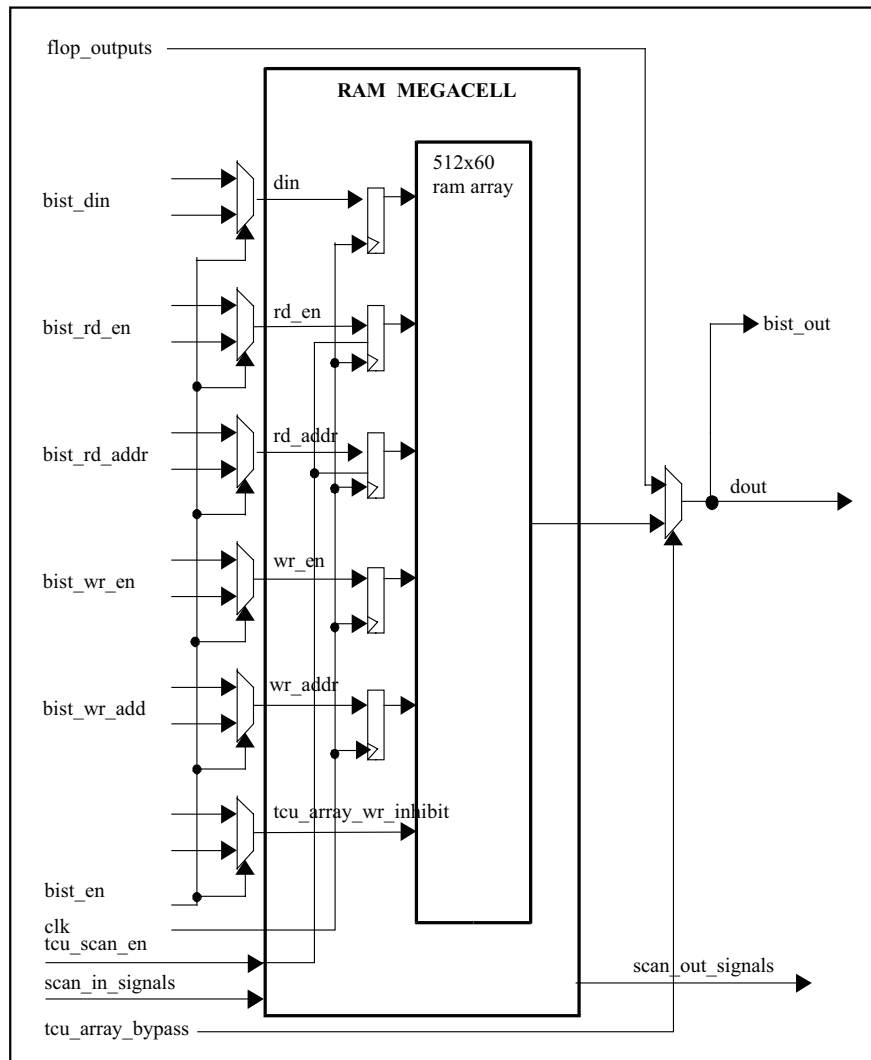 flop_outputs
RAM MEGACELL
512x60
ram array
din
bist_din
rd_en
bist_rd_en
bist_out
rd_addr
bist_rd_addr
dout
wr_en
bist_wr_en
wr_addr
bist_wr_add
tcu_array_wr_inhibit
bist_en
clk
tcu_scan_en
scan_out_signals
scan_in_signals
tcu_array_bypass